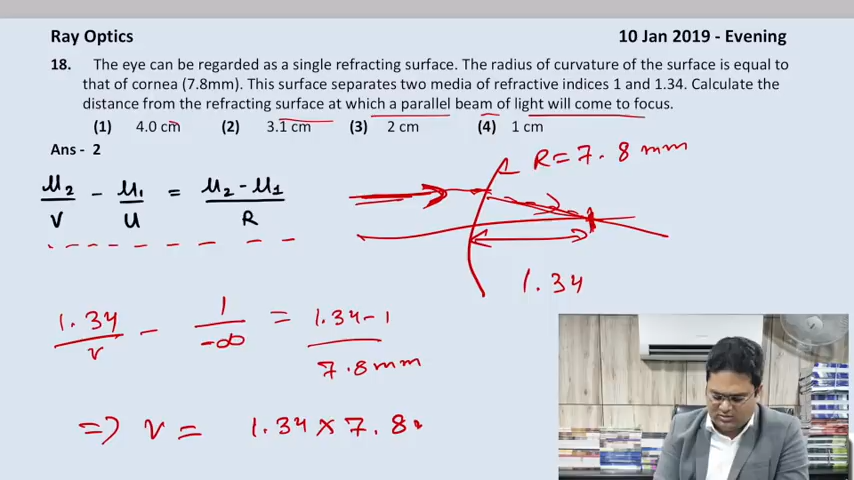 Ray Optics 10 Jan 2019 - Evening
18. The eye can be regarded as a single refracting surface. The radius of curvature of the surface is equal to
that of cornea (7.8mm). This surface separates two media of refractive indices 1 and 1.34. Calculate the
distance from the refracting surface at which a parallel beem of light will come to focus.
(1) 4.0 cm (2) 3.1 cm (3) 2 cm (4) 1 cm
Ans - 2
μ₂/v - μ₁/u = μ₂-μ₁/R
1 R=7.8 mm
1.34
1.34/v - 1/-∞ = 1.34-1/7.8mm
=> v = 1.34×7.8